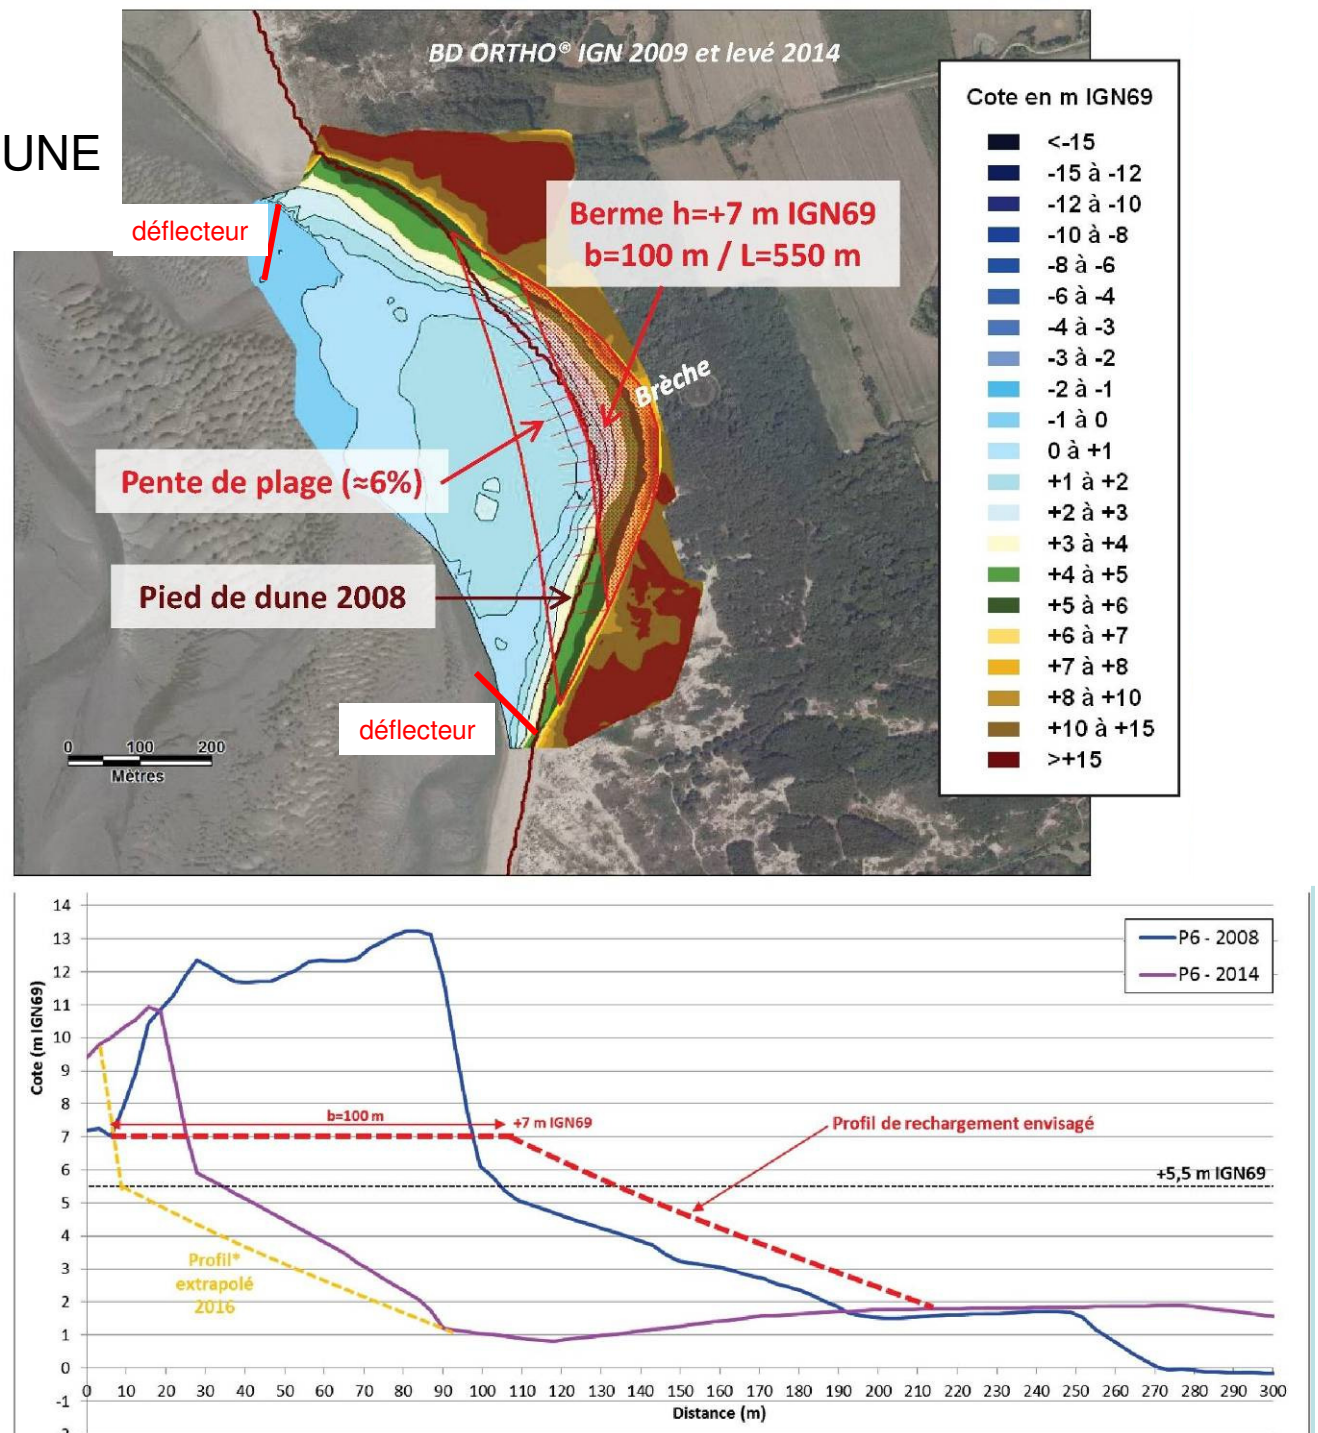 BD ORTHO® IGN 2009 et levé 2014
UNE
déflecteur
Berme h=+7 m IGN69
b=100 m / L=550 m
Brèche
Pente de plage (≈6%)
Pied de dune 2008
déflecteur
0 100 200
Mètres
Cote en m IGN69
<-15
-15 à -12
-12 à -10
-10 à -8
-8 à -6
-6 à -4
-4 à -3
-3 à -2
-2 à -1
-1 à 0
0 à +1
+1 à +2
+2 à +3
+3 à +4
+4 à +5
+5 à +6
+6 à +7
+7 à +8
+8 à +10
+10 à +15
>+15
14
13
12
11
10
9
8
7
6
5
4
3
2
1
0
-1
Cote (m IGN69)
P6 - 2008
P6 - 2014
b=100 m
+7 m IGN69
Profil de rechargement envisagé
+5,5 m IGN69
Profil*
extrapolé
2016
0 10 20 30 40 50 60 70 80 90 100 110 120 130 140 150 160 170 180 190 200 210 220 230 240 250 260 270 280 290 300
Distance (m)